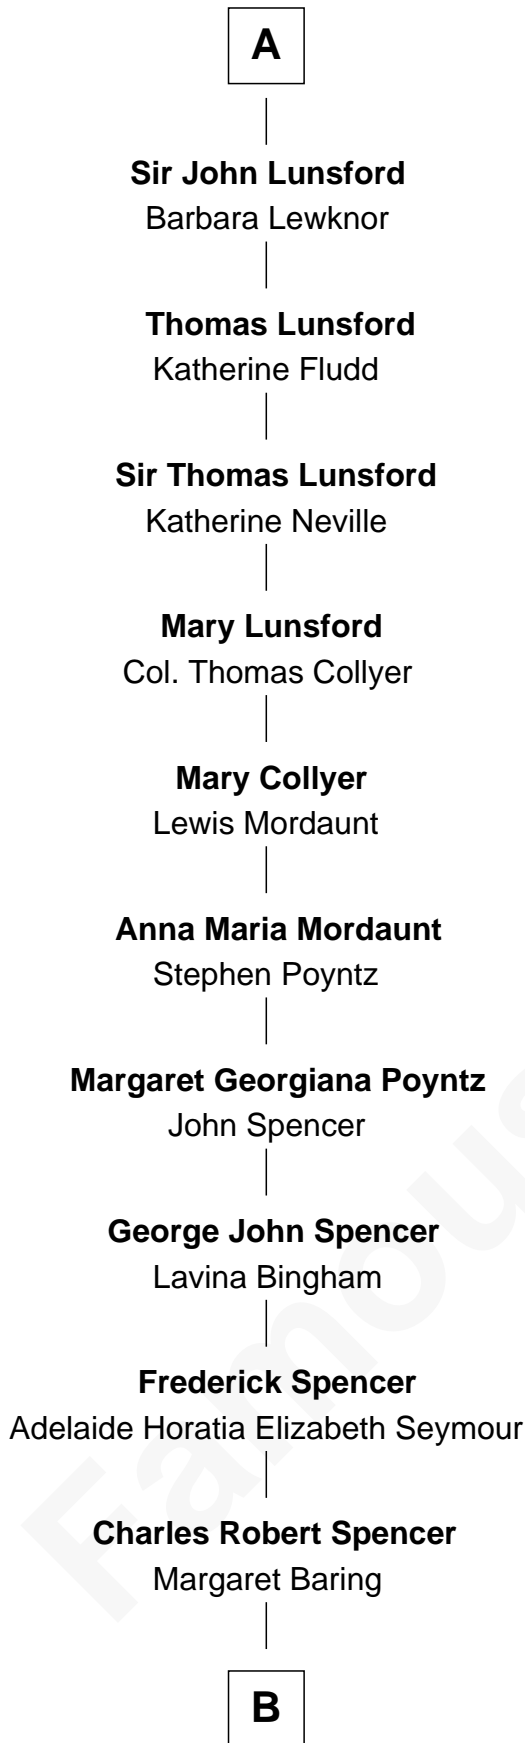 A
Sir John Lunsford
Barbara Lewknor
Thomas Lunsford
Katherine Fludd
Sir Thomas Lunsford
Katherine Neville
Mary Lunsford
Col. Thomas Collyer
Mary Collyer
Lewis Mordaunt
Anna Maria Mordaunt
Stephen Poyntz
Margaret Georgiana Poyntz
John Spencer
George John Spencer
Lavina Bingham
Frederick Spencer
Adelaide Horatia Elizabeth Seymour
Charles Robert Spencer
Margaret Baring
B
Famous